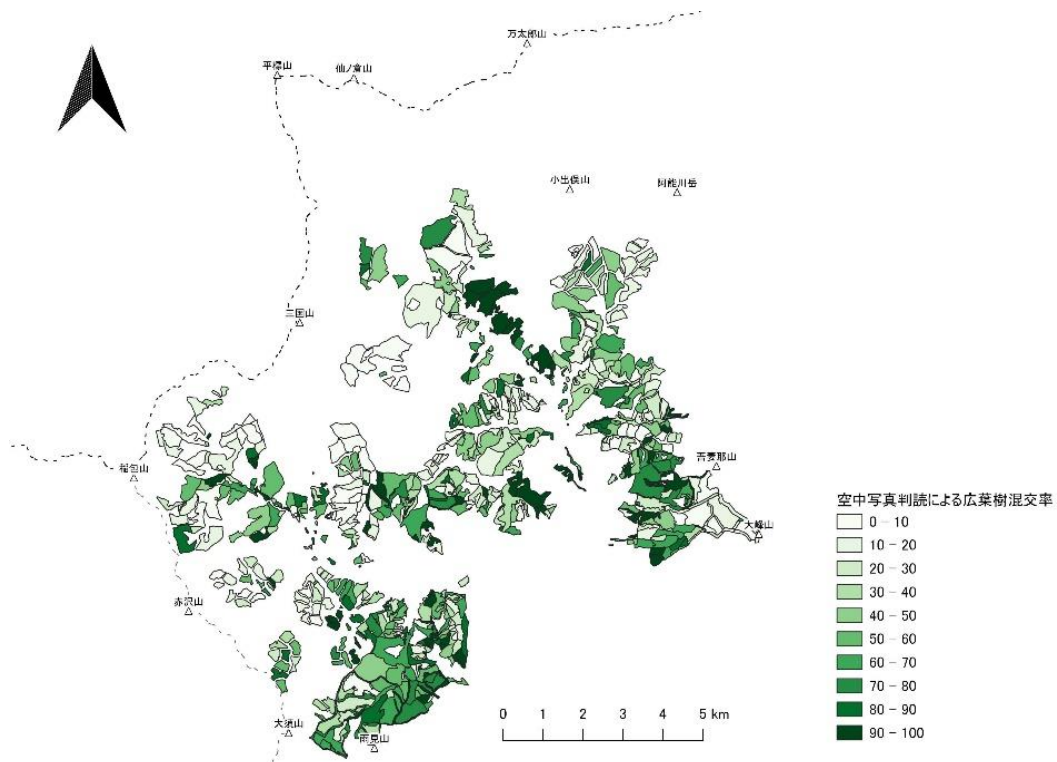 万太郎山
平標山
仙ノ倉山
小出俣山
阿能川岳
三国山
稲包山
吾妻耶山
大峰山
赤沢山
大須山
雨見山
空中写真判読による広葉樹混交率
0 - 10
10 - 20
20 - 30
30 - 40
40 - 50
50 - 60
60 - 70
70 - 80
80 - 90
90 - 100
0 1 2 3 4 5 km